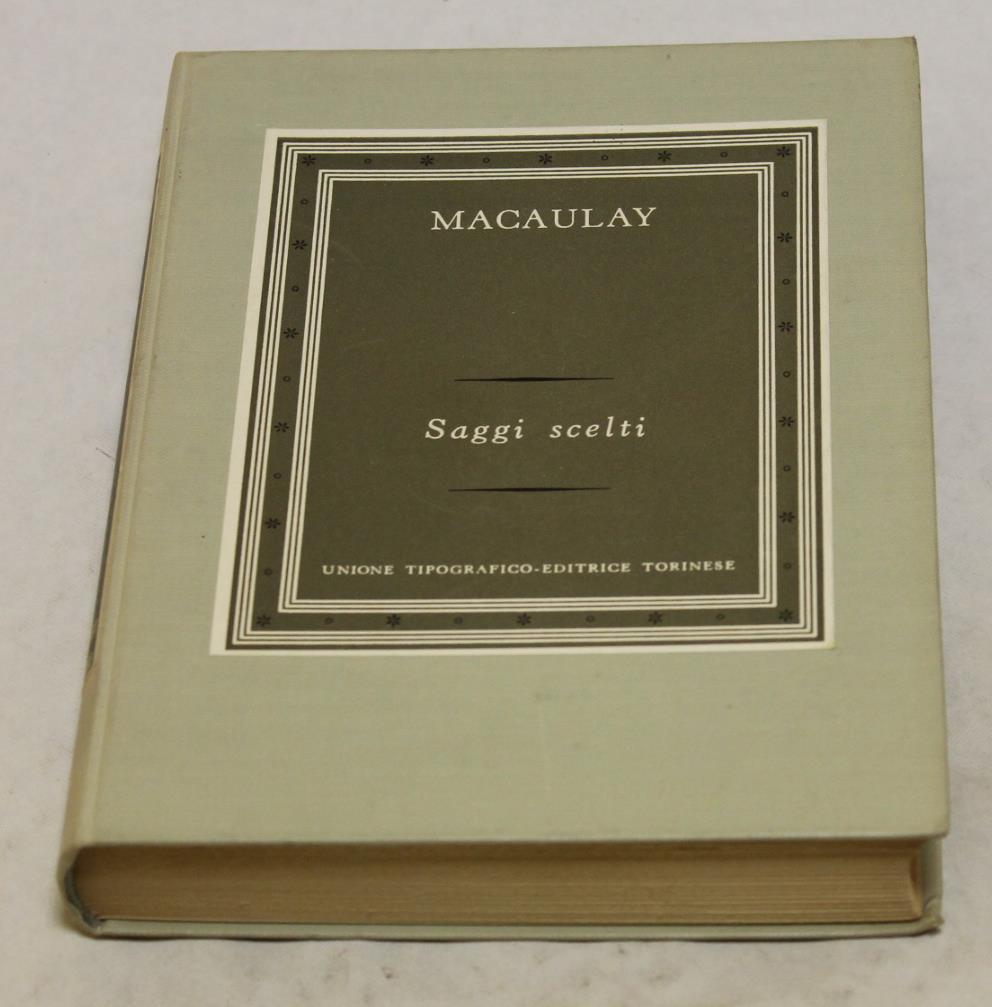 MACAULAY
Saggi scelti
UNIONE TIPOGRAFICO-EDITRICE TORINESE